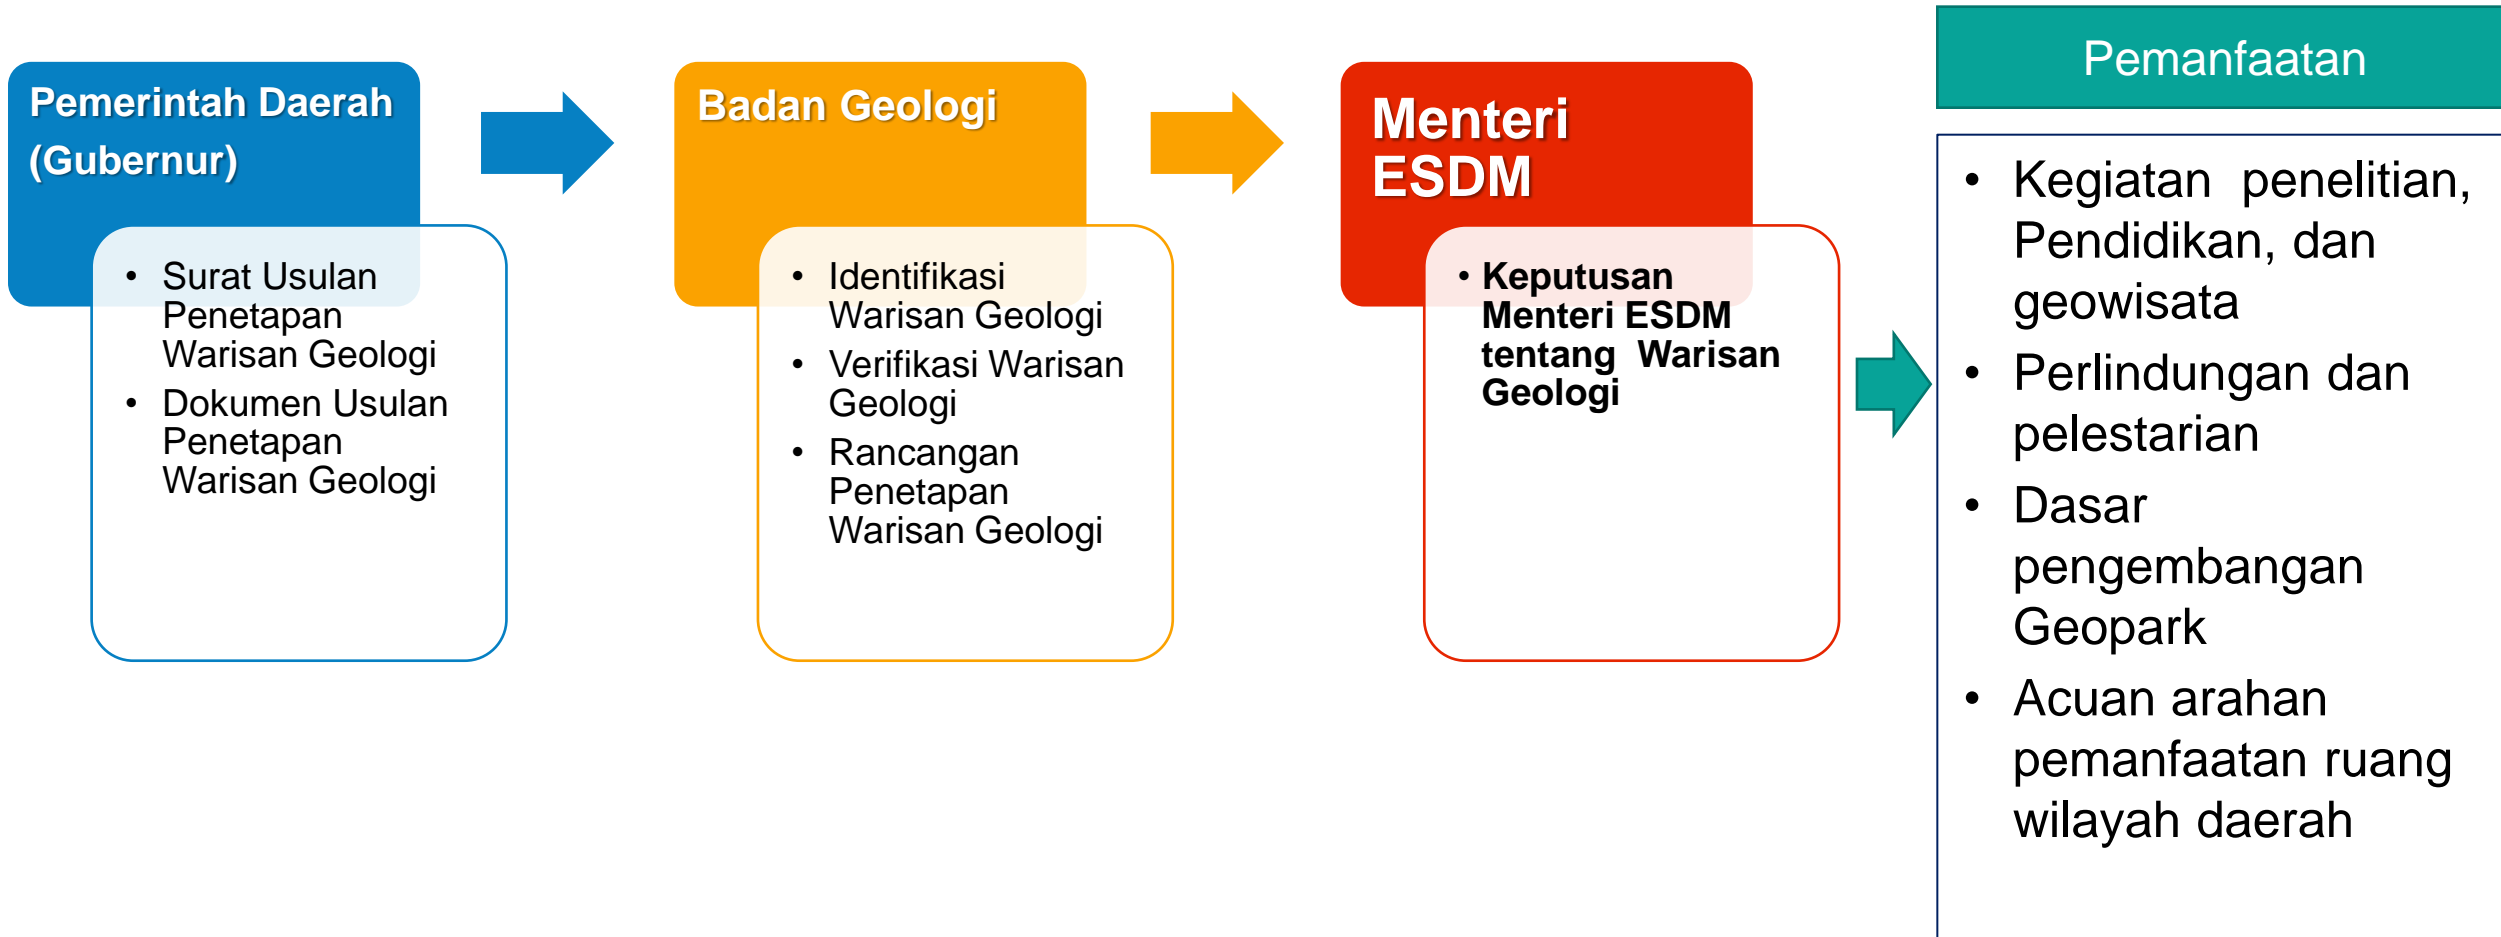 Pemerintah Daerah
(Gubernur)
• Surat Usulan
Penetapan
Warisan Geologi
• Dokumen Usulan
Penetapan
Warisan Geologi
Badan Geologi
• Identifikasi
Warisan Geologi
• Verifikasi Warisan
Geologi
• Rancangan
Penetapan
Warisan Geologi
Menteri
ESDM
• Keputusan
Menteri ESDM
tentang Warisan
Geologi
Pemanfaatan
• Kegiatan penelitian,
Pendidikan, dan
geowisata
• Perlindungan dan
pelestarian
• Dasar
pengembangan
Geopark
• Acuan arahan
pemanfaatan ruang
wilayah daerah